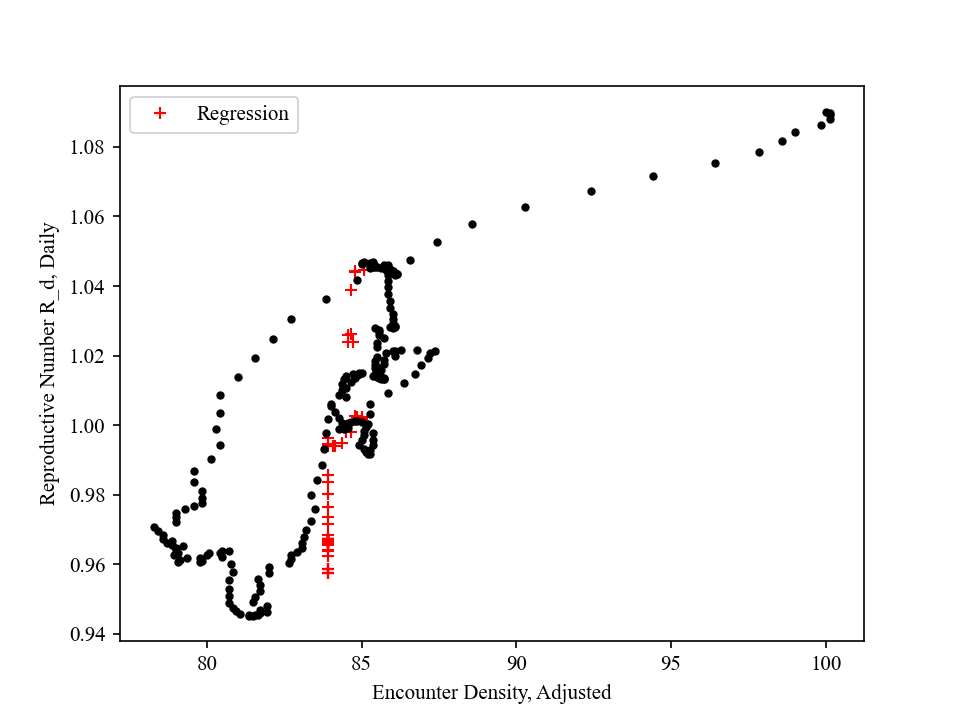 Regression
1.08
1.06
1.04
1.02
1.00
0.98
0.96
0.94
Reproductive Number R_d, Daily
80 85 90 95 100
Encounter Density, Adjusted